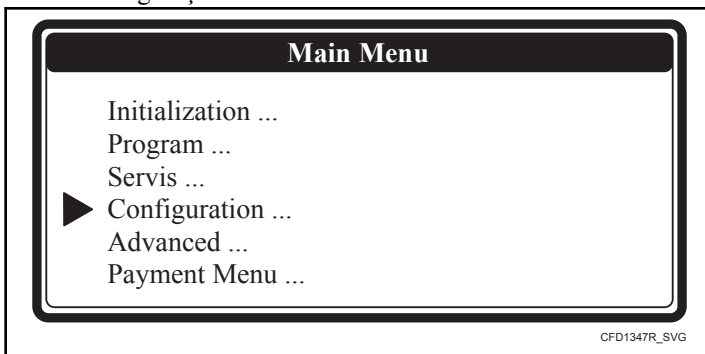 Main Menu
Initialization ...
Program ...
Servis ...
Configuration ...
Advanced ...
Payment Menu ...
CFD1347R_SVG